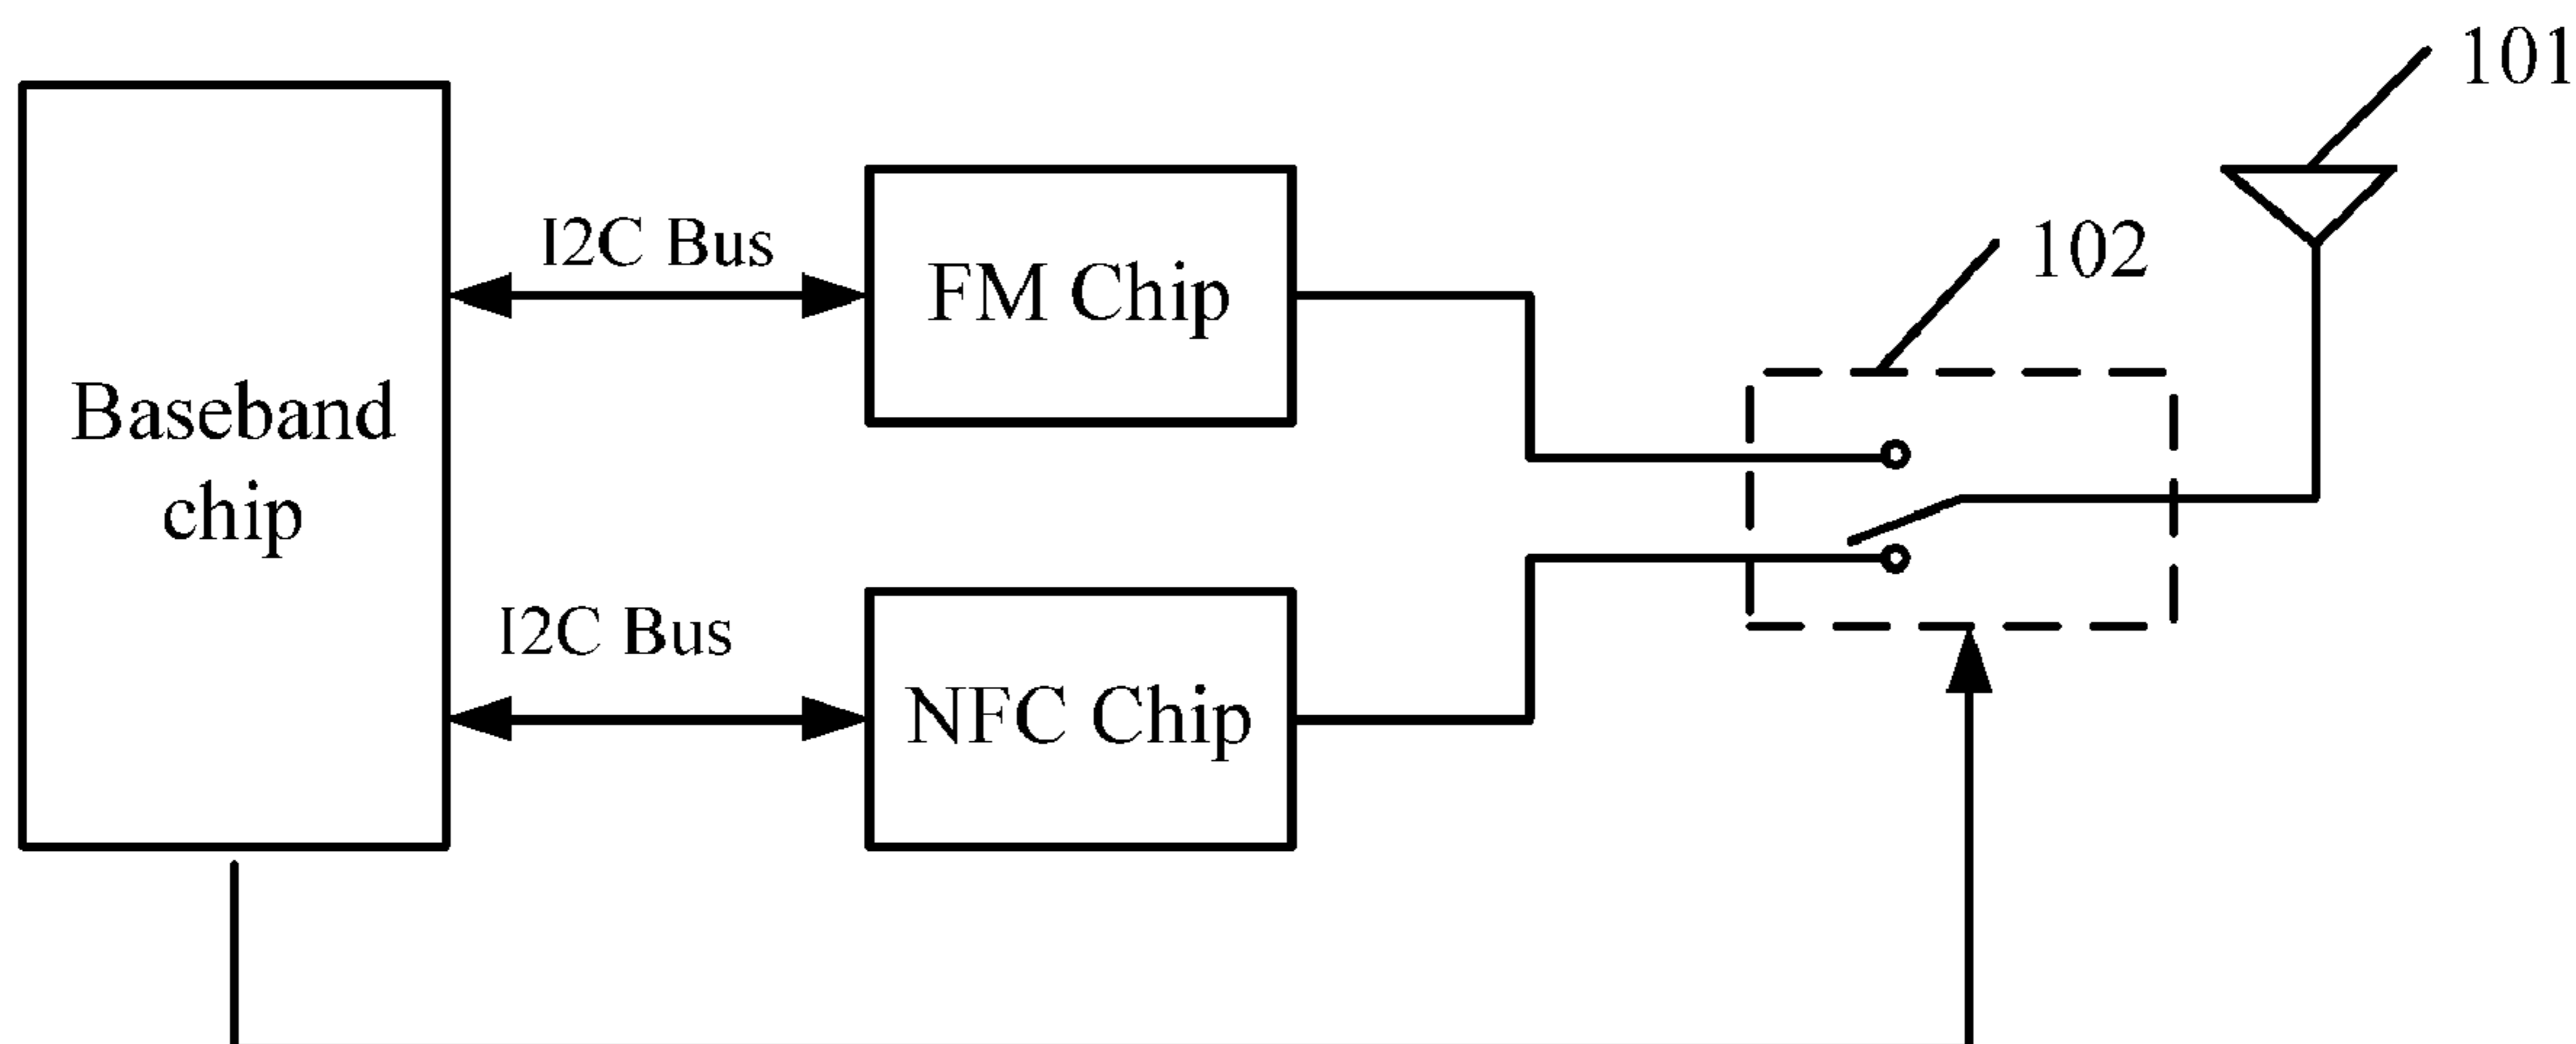 101
102
I2C Bus
FM Chip
Baseband
chip
I2C Bus
NFC Chip